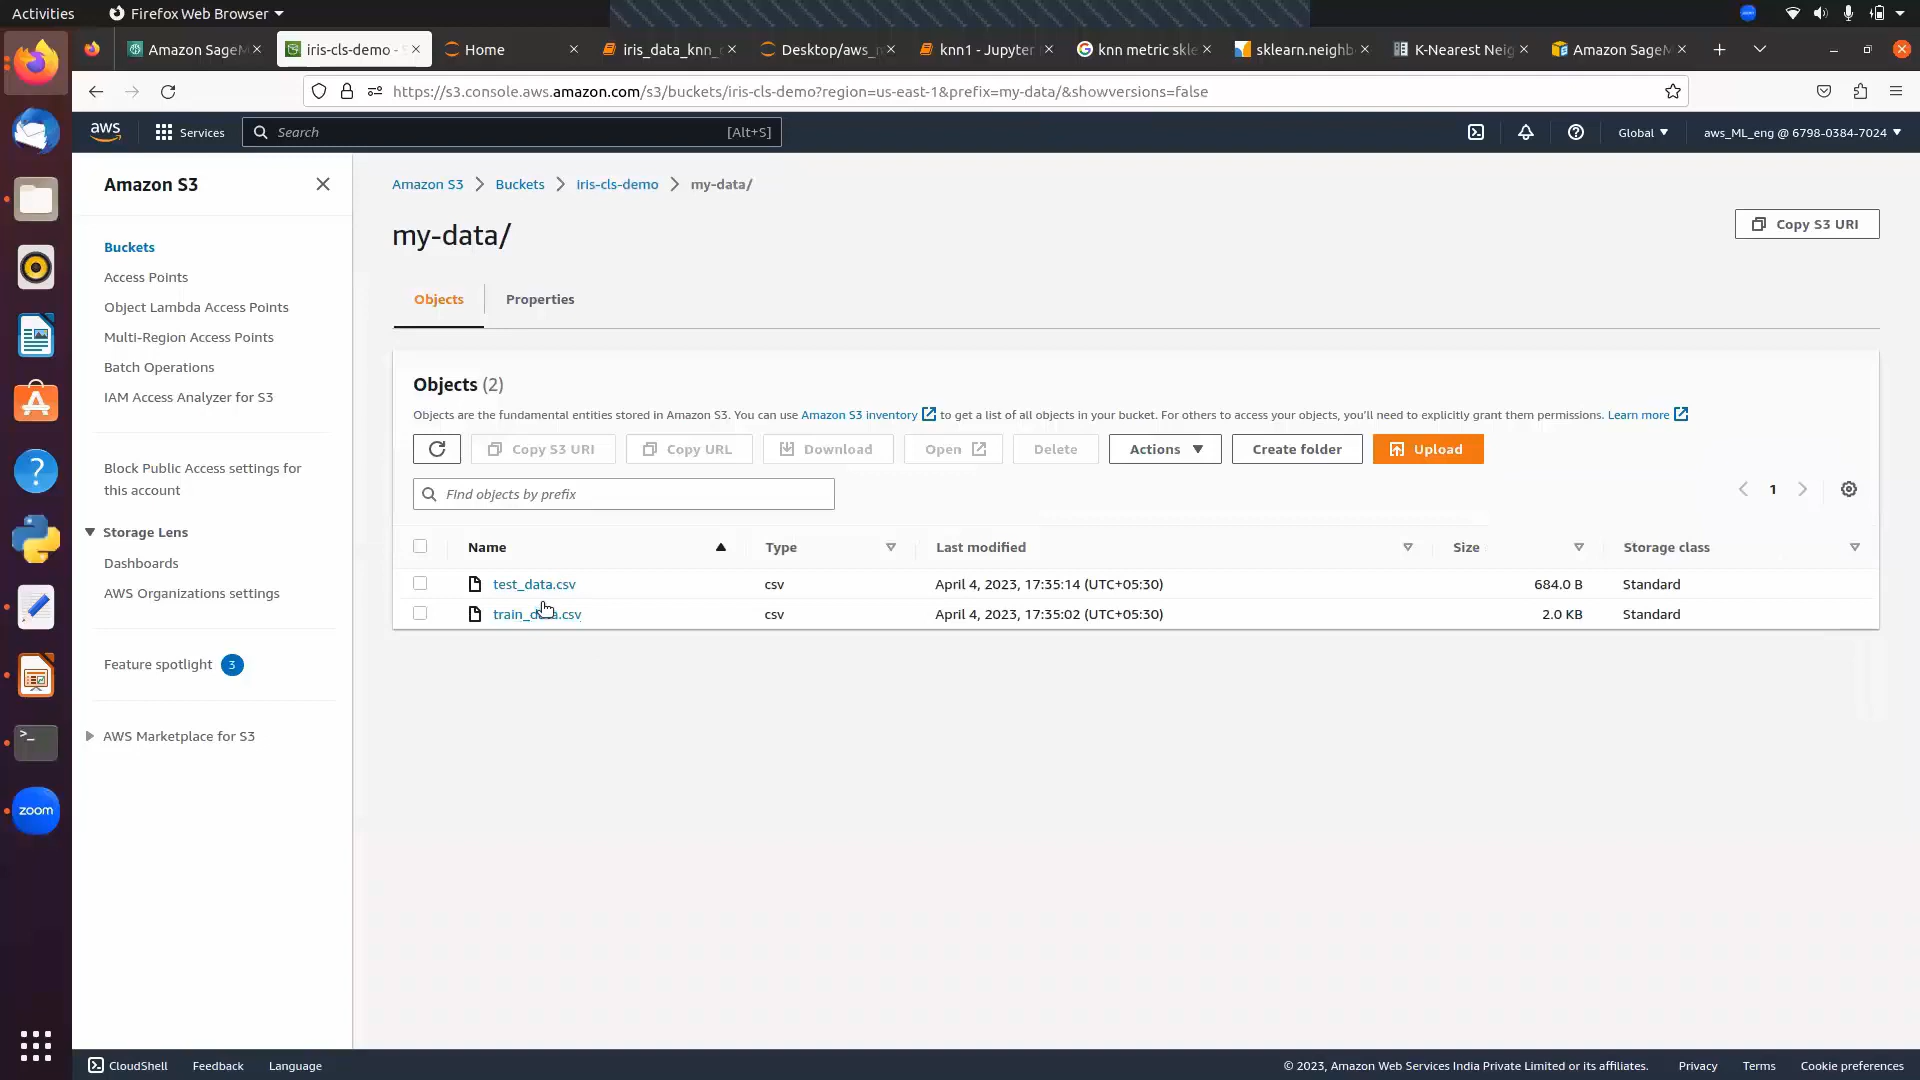 Activities
Firefox Web Browser
Amazon SageM
iris-cls-demo - S
Home
iris_data_knn_
Desktop/aws_
knn1 - Jupyter
knn metric skle
sklearn.neighb
K-Nearest Neig
Amazon SageM
https://s3.console.aws.amazon.com/s3/buckets/iris-cls-demo?region=us-east-1&prefix=my-data/&showversions=false
aws
Services
Search
[Alt+S]
Global
aws_ML_eng @ 6798-0384-7024
Amazon S3
Buckets
Access Points
Object Lambda Access Points
Multi-Region Access Points
Batch Operations
IAM Access Analyzer for S3
Block Public Access settings for
this account
Storage Lens
Dashboards
AWS Organizations settings
Feature spotlight 3
AWS Marketplace for S3
Amazon S3 > Buckets > iris-cls-demo > my-data/
my-data/
Copy S3 URI
Objects
Properties
Objects (2)
Objects are the fundamental entities stored in Amazon S3. You can use Amazon S3 inventory to get a list of all objects in your bucket. For others to access your objects, you'll need to explicitly grant them permissions. Learn more
Copy S3 URI
Copy URL
Download
Open
Delete
Actions
Create folder
Upload
Find objects by prefix
1
Name Type Last modified Size Storage class
test_data.csv csv April 4, 2023, 17:35:14 (UTC+05:30) 684.0 B Standard
train_data.csv csv April 4, 2023, 17:35:02 (UTC+05:30) 2.0 KB Standard
zoom
CloudShell
Feedback
Language
© 2023, Amazon Web Services India Private Limited or its affiliates.
Privacy
Terms
Cookie preferences